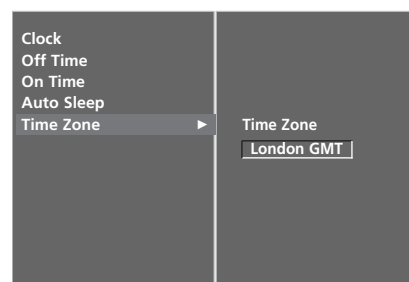 Clock
Off Time
On Time
Auto Sleep
Time Zone ►
Time Zone
London GMT